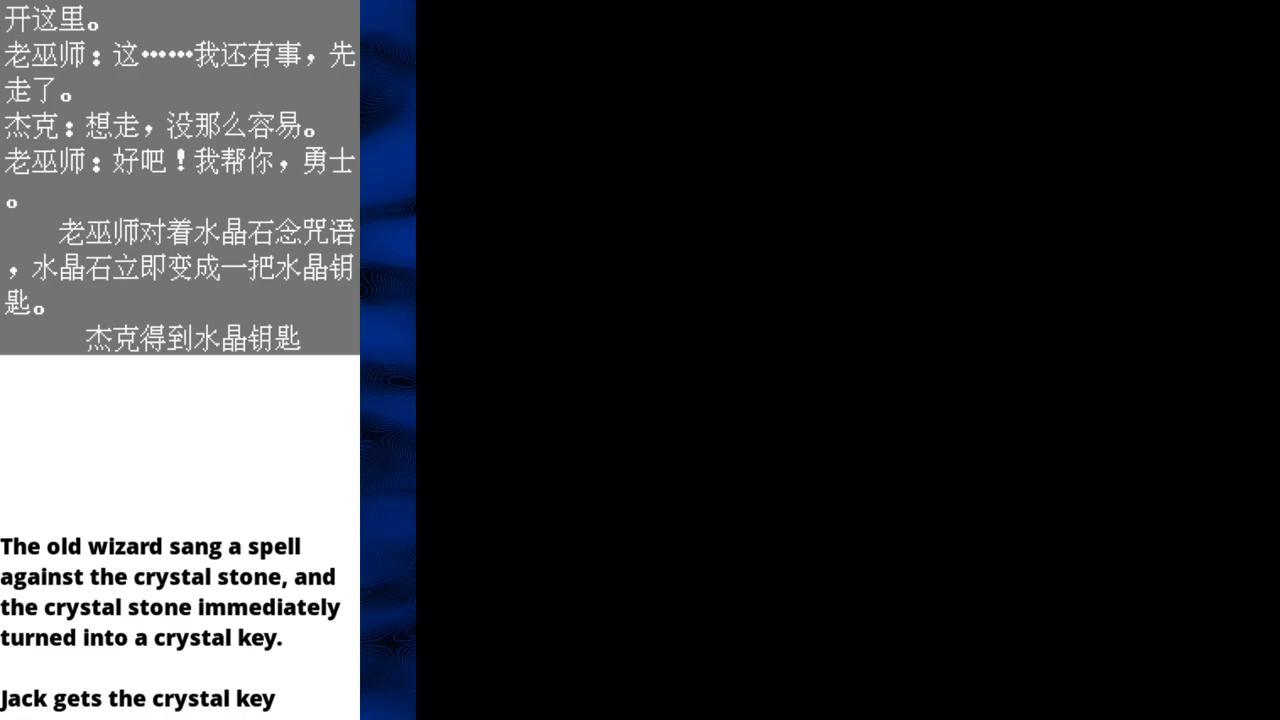 开这里。
老巫师：这……我还有事，先
走了。
杰克：想走，没那么容易。
老巫师：好吧！我帮你，勇士
。
老巫师对着水晶石念咒语
，水晶石立即变成一把水晶钥
匙。
杰克得到水晶钥匙
The old wizard sang a spell
against the crystal stone, and
the crystal stone immediately
turned into a crystal key.
Jack gets the crystal key